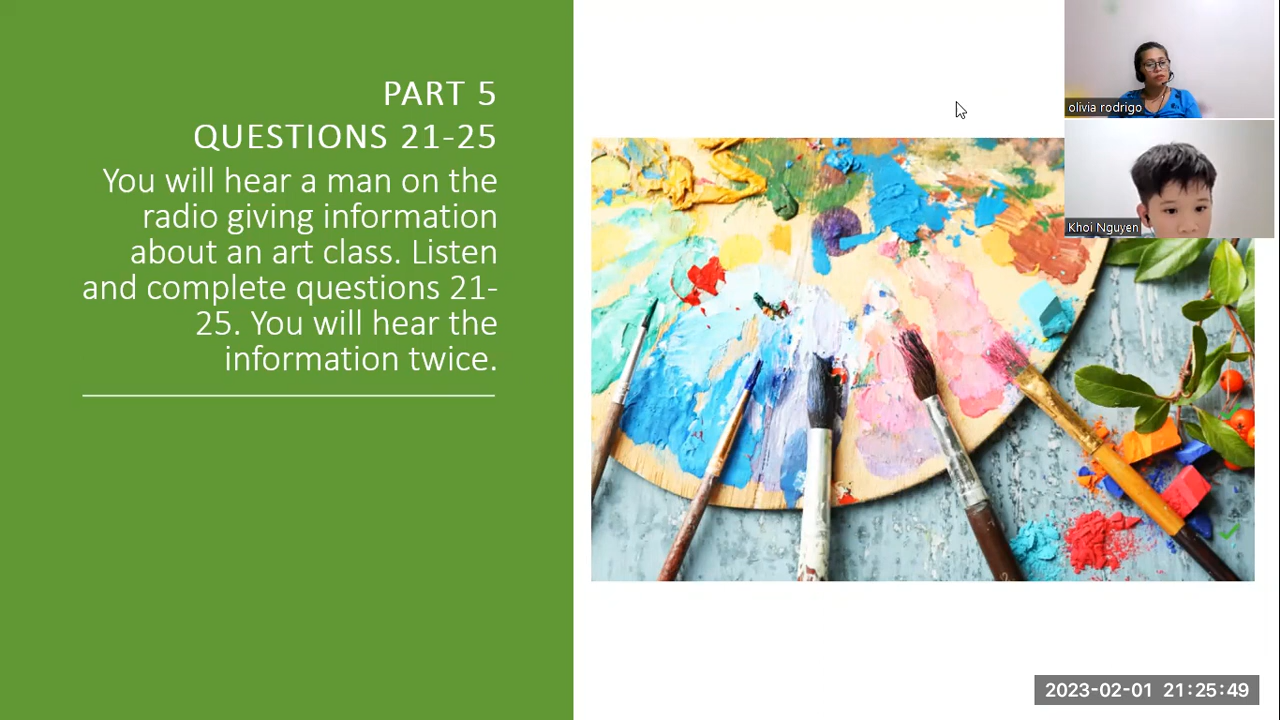 PART 5
QUESTIONS 21-25
You will hear a man on the
radio giving information
about an art class. Listen
and complete questions 21-
25. You will hear the
information twice.
olivia rodrigo
Khoi Nguyen
2023-02-01 21:25:49